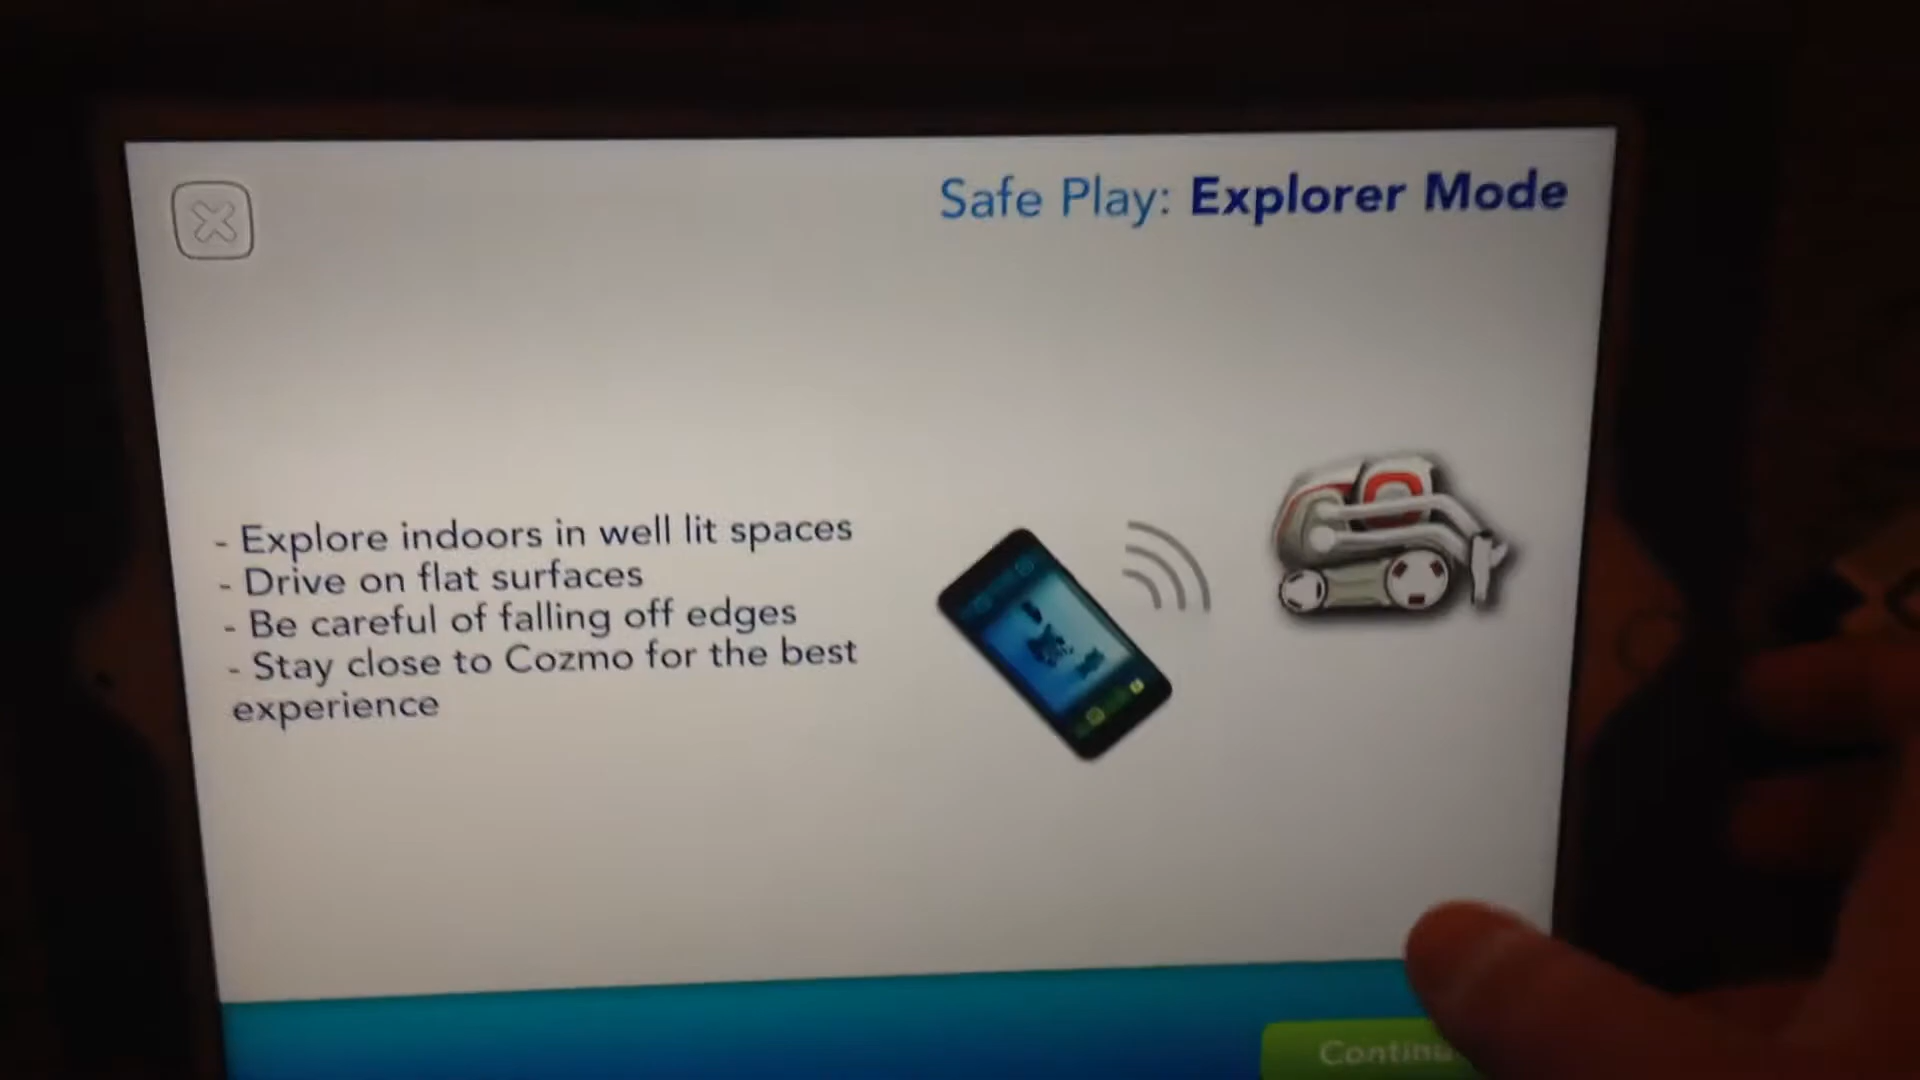 Safe Play: Explorer Mode
- Explore indoors in well lit spaces
- Drive on flat surfaces
- Be careful of falling off edges
- Stay close to Cozmo for the best
experience